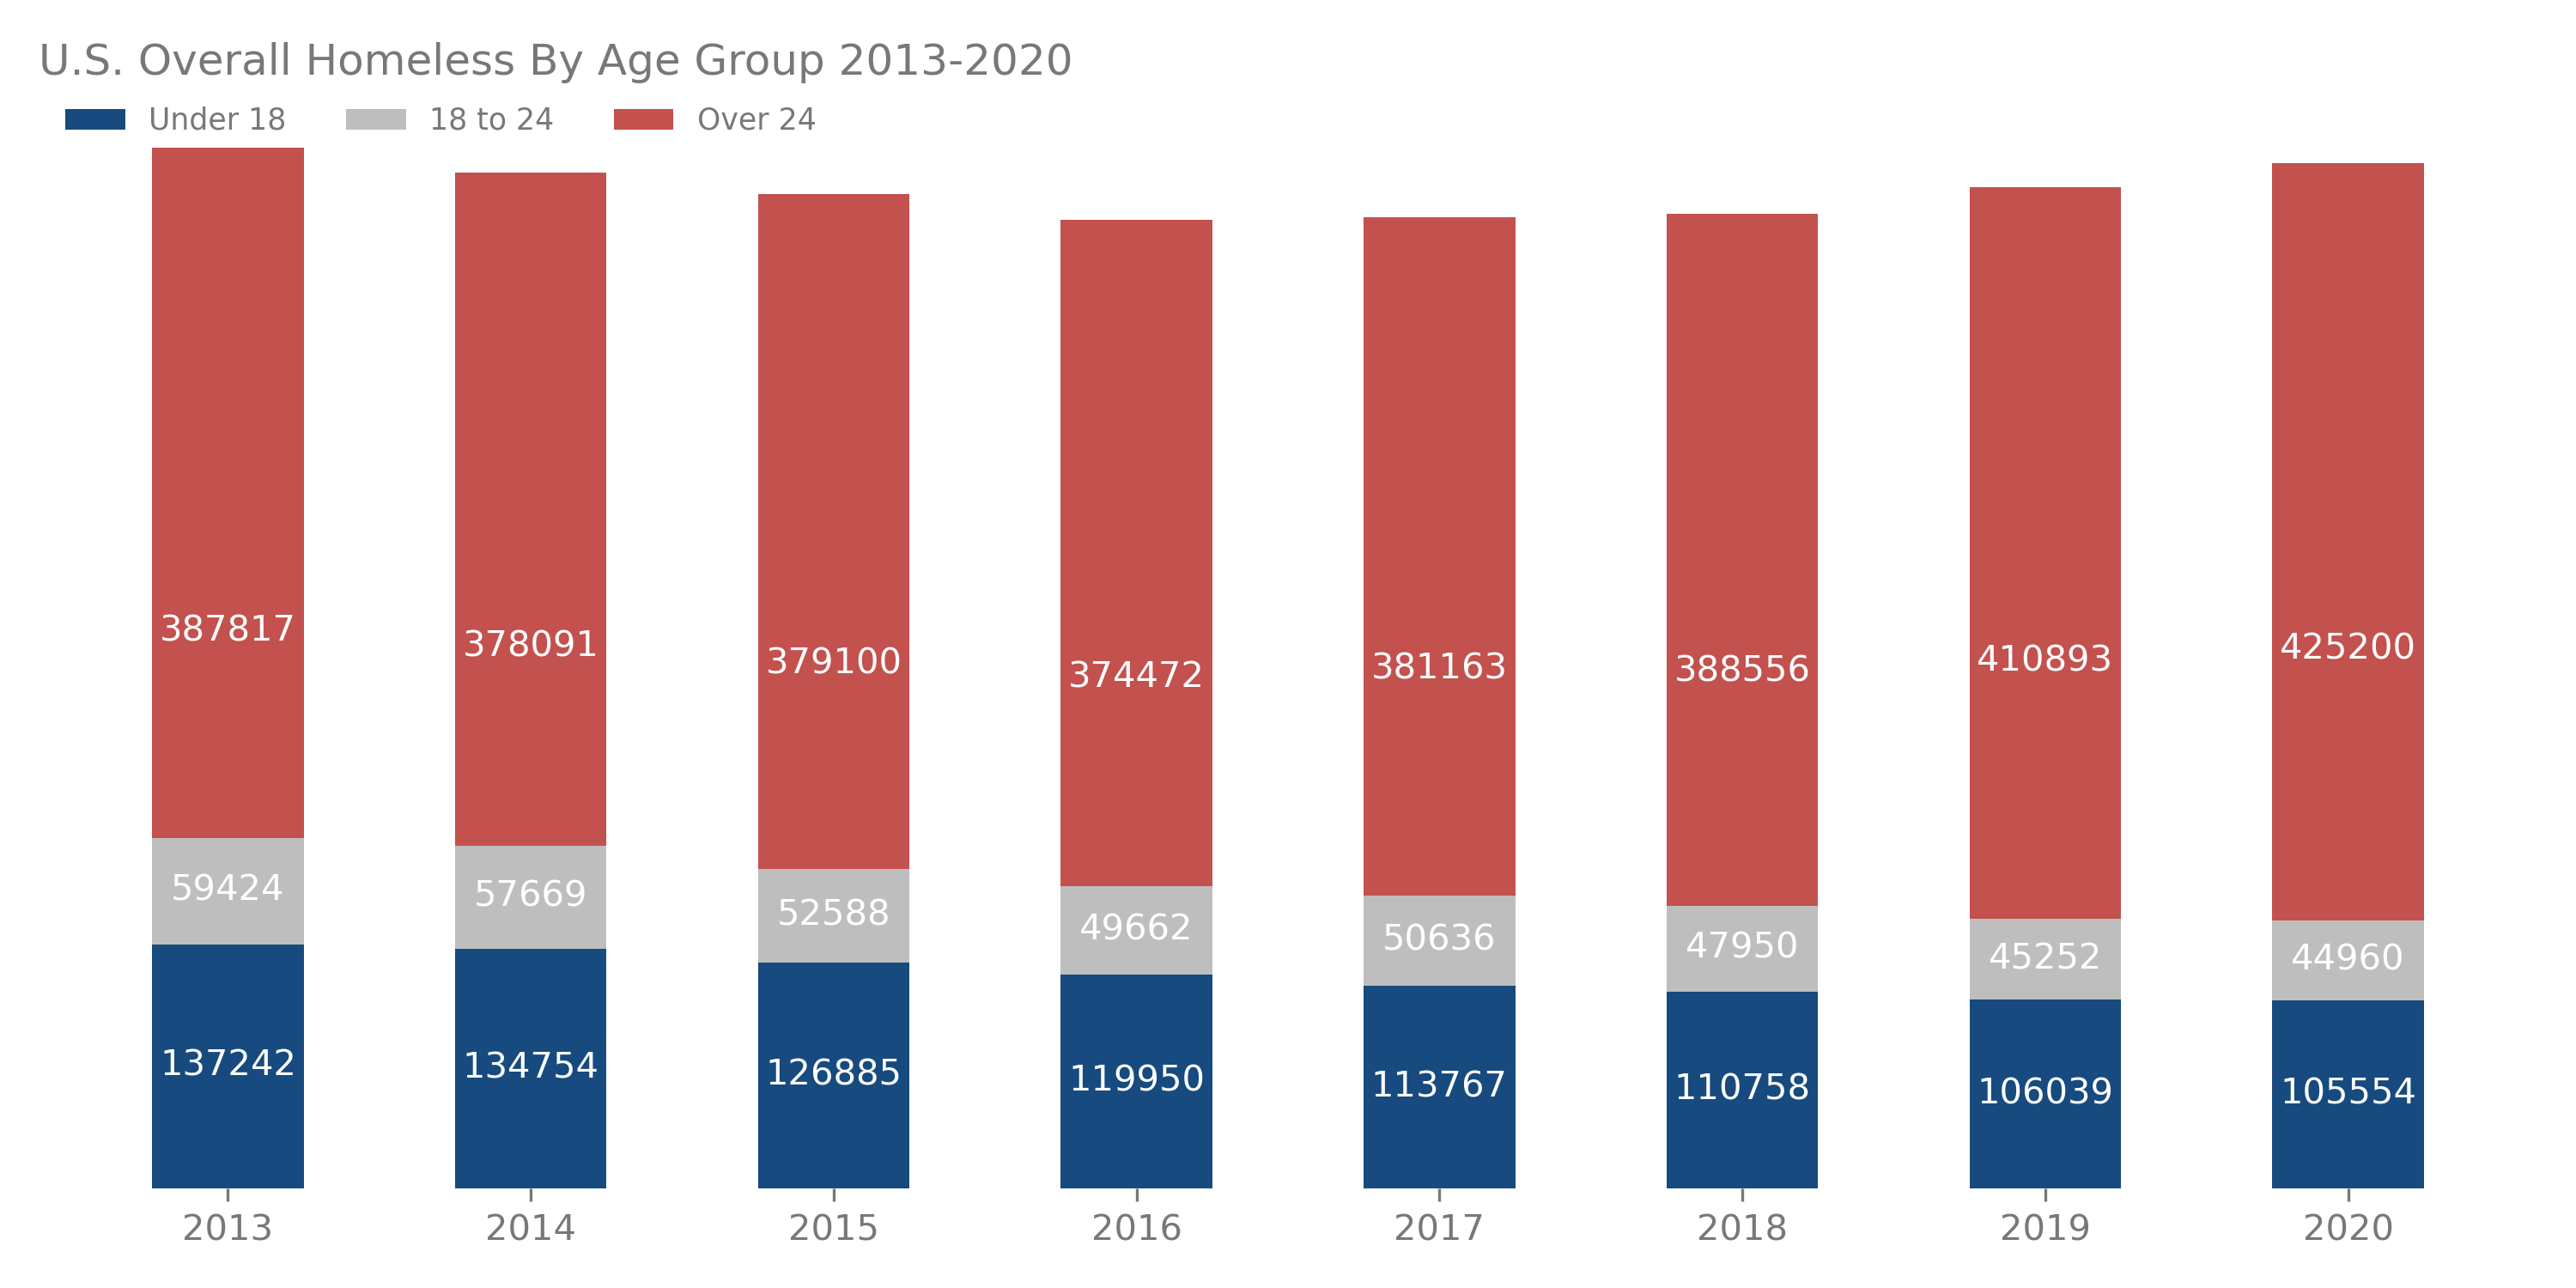 U.S. Overall Homeless By Age Group 2013-2020
Under 18 18 to 24 Over 24
387817 378091 379100 374472 381163 388556 410893 425200
59424 57669 52588 49662 50636 47950 45252 44960
137242 134754 126885 119950 113767 110758 106039 105554
2013 2014 2015 2016 2017 2018 2019 2020